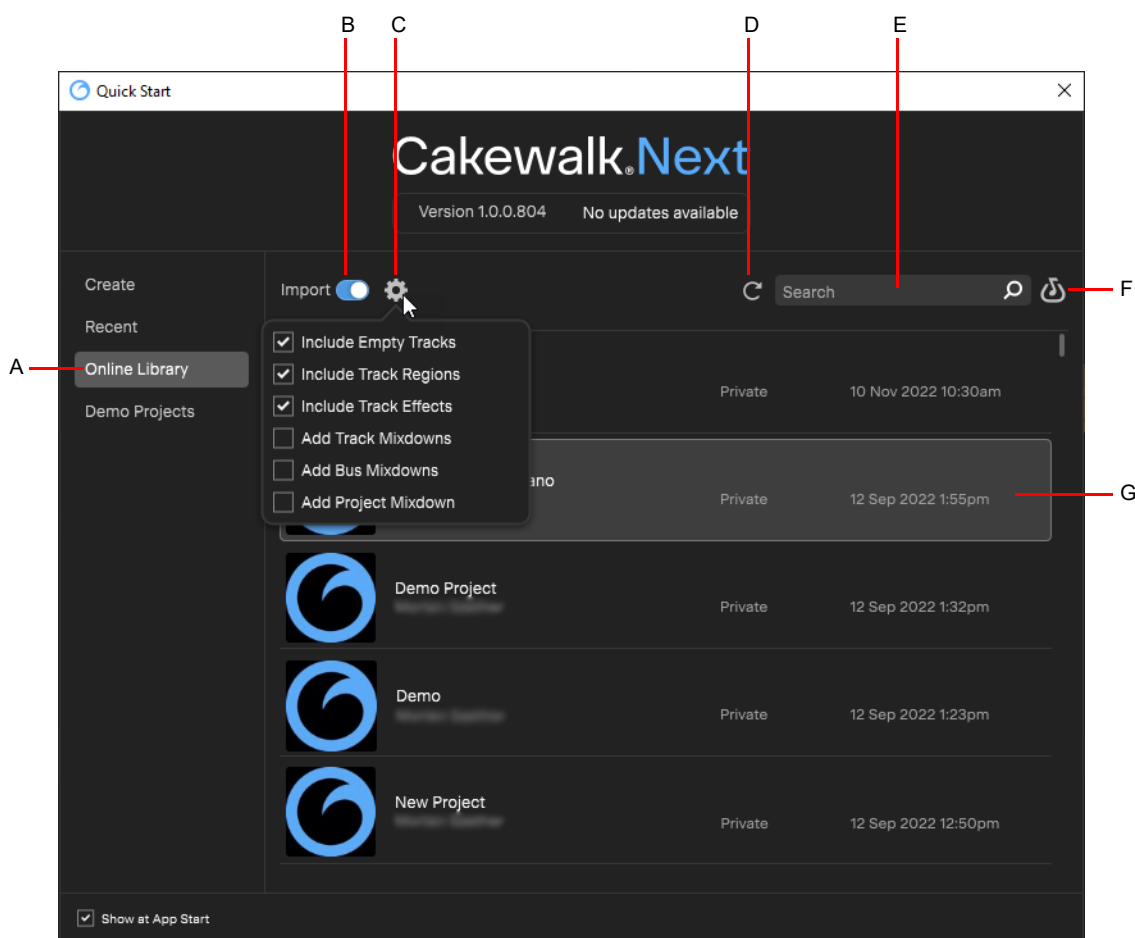 B C D E
Quick Start
Cakewalk®Next
Version 1.0.0.804 No updates available
Create
Import
Search
F
Recent
Include Empty Tracks
A
Online Library
Include Track Regions
Private 10 Nov 2022 10:30am
Demo Projects
Include Track Effects
Add Track Mixdowns
Add Bus Mixdowns
ano
Private 12 Sep 2022 1:55pm
G
Add Project Mixdown
Demo Project
Private 12 Sep 2022 1:32pm
Demo
Private 12 Sep 2022 1:23pm
New Project
Private 12 Sep 2022 12:50pm
Show at App Start